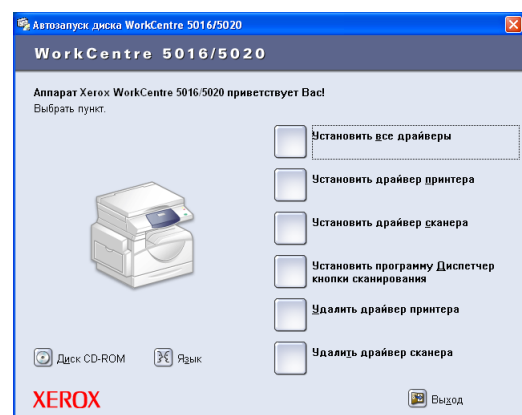 Автозапуск диска WorkCentre 5016/5020
WorkCentre 5016/5020
Аппарат Xerox WorkCentre 5016/5020 приветствует Вас!
Выбрать пункт.
Установить все драйверы
Установить драйвер принтера
Установить драйвер сканера
Установить программу Диспетчер
кнопки сканирования
Удалить драйвер принтера
Удалить драйвер сканера
Диск CD-ROM
Язык
XEROX
Выход